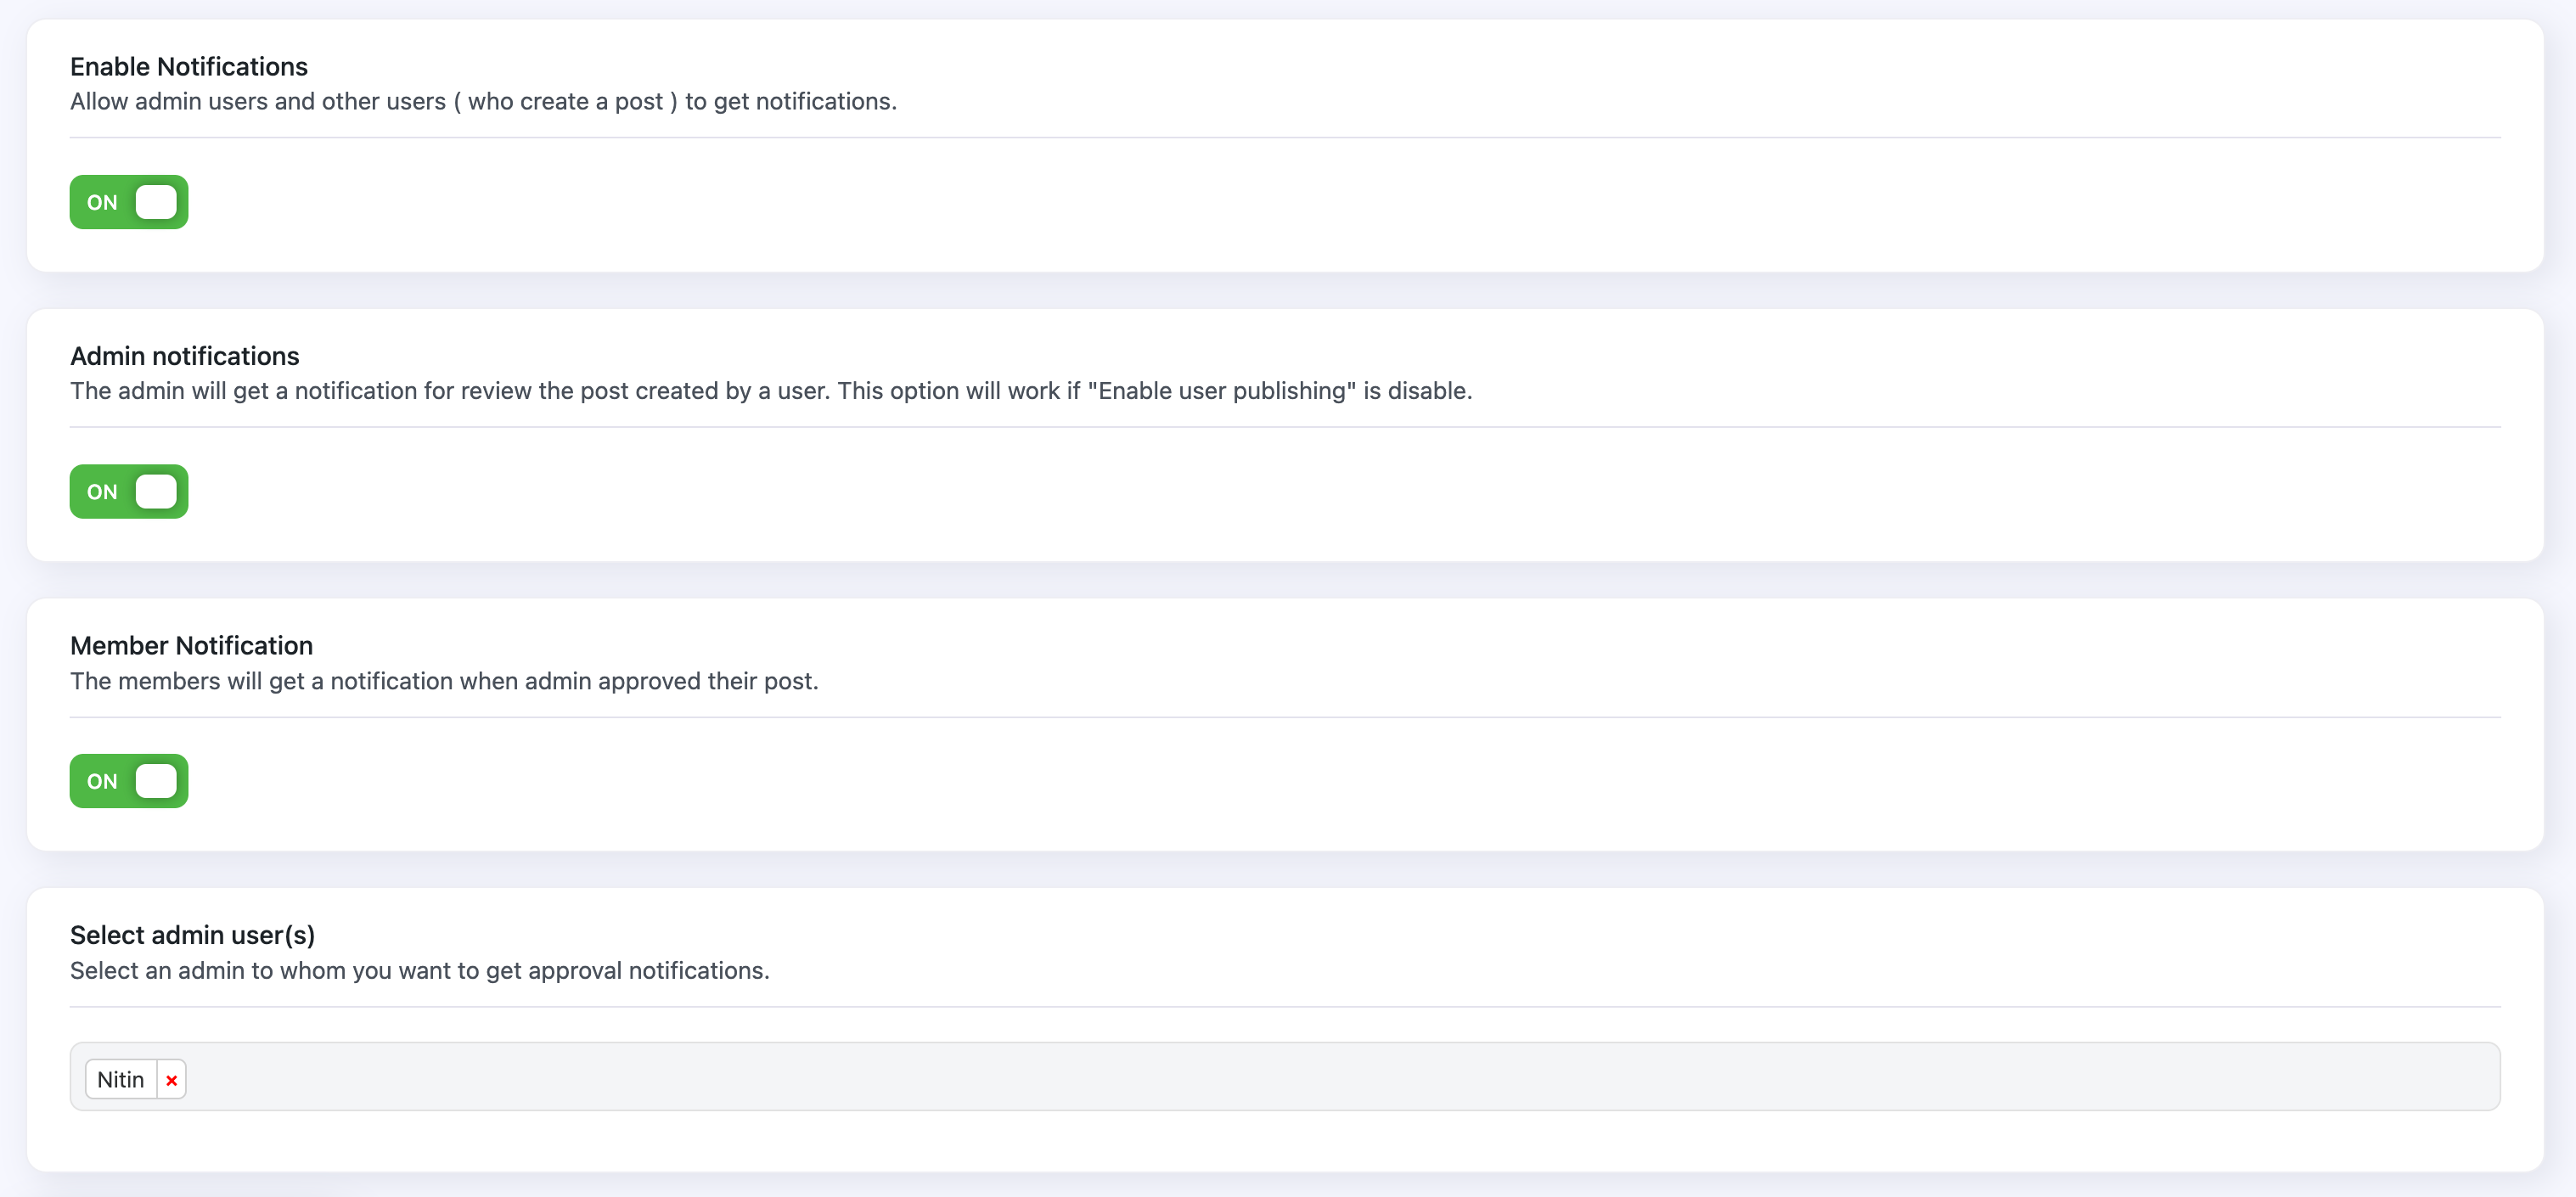 Enable Notifications
Allow admin users and other users ( who create a post ) to get notifications.
ON
Admin notifications
The admin will get a notification for review the post created by a user. This option will work if "Enable user publishing" is disable.
ON
Member Notification
The members will get a notification when admin approved their post.
ON
Select admin user(s)
Select an admin to whom you want to get approval notifications.
Nitin ×